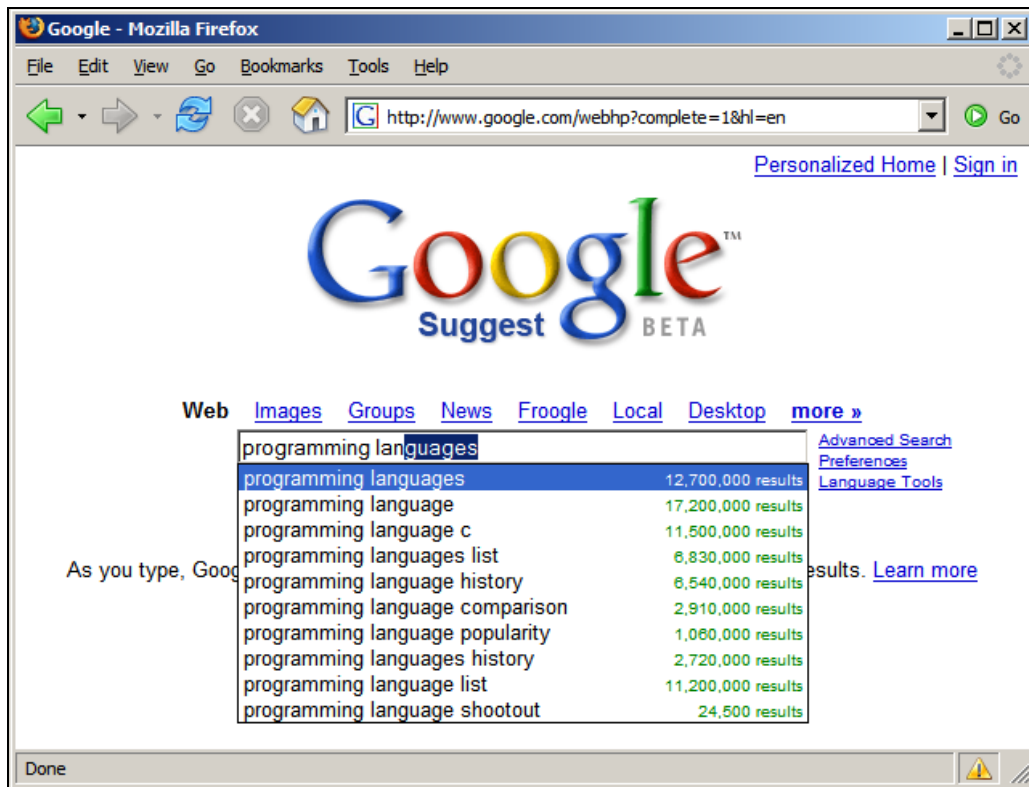 Google - Mozilla Firefox
File Edit View Go Bookmarks Tools Help
G http://www.google.com/webhp?complete=1&hl=en Go
Personalized Home | Sign in
Google™
Suggest BETA
Web Images Groups News Froogle Local Desktop more »
programming languages
Advanced Search
Preferences
Language Tools
programming languages 12,700,000 results
programming language 17,200,000 results
programming language c 11,500,000 results
programming languages list 6,830,000 results
programming language history 6,540,000 results
programming language comparison 2,910,000 results
programming language popularity 1,060,000 results
programming languages history 2,720,000 results
programming language list 11,200,000 results
programming language shootout 24,500 results
As you type, Learn more
Done